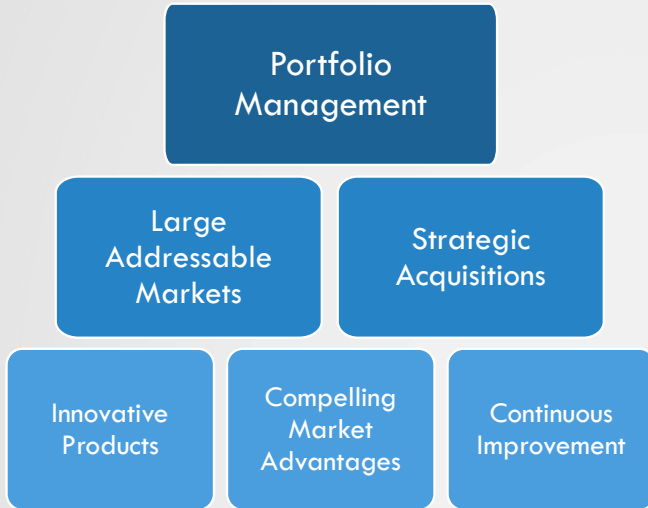 Portfolio
Management
Large
Addressable
Markets
Strategic
Acquisitions
Innovative
Products
Compelling
Market
Advantages
Continuous
Improvement